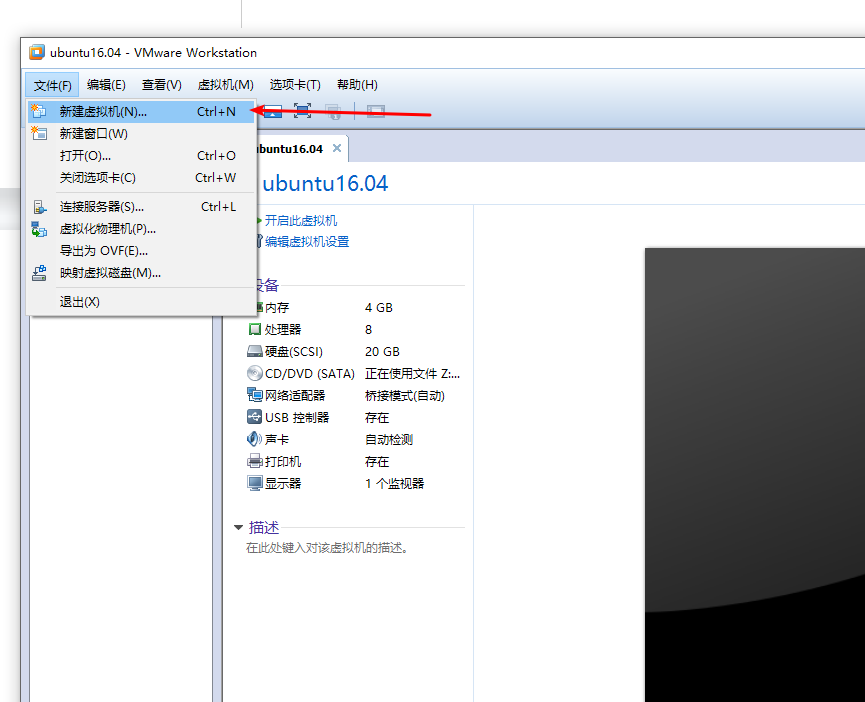 ubuntu16.04 - VMware Workstation
文件(F) 编辑(E) 查看(V) 虚拟机(M) 选项卡(T) 帮助(H)
新建虚拟机(N)... Ctrl+N
新建窗口(W)
打开(O)... Ctrl+O
关闭选项卡(C) Ctrl+W
连接服务器(S)... Ctrl+L
虚拟化物理机(P)...
导出为 OVF(E)...
映射虚拟磁盘(M)...
退出(X)
ubuntu16.04
ubuntu16.04
开启此虚拟机
编辑虚拟机设置
设备
内存 4 GB
处理器 8
硬盘(SCSI) 20 GB
CD/DVD (SATA) 正在使用文件 Z:...
网络适配器 桥接模式(自动)
USB 控制器 存在
声卡 自动检测
打印机 存在
显示器 1 个监视器
描述
在此处键入对该虚拟机的描述。